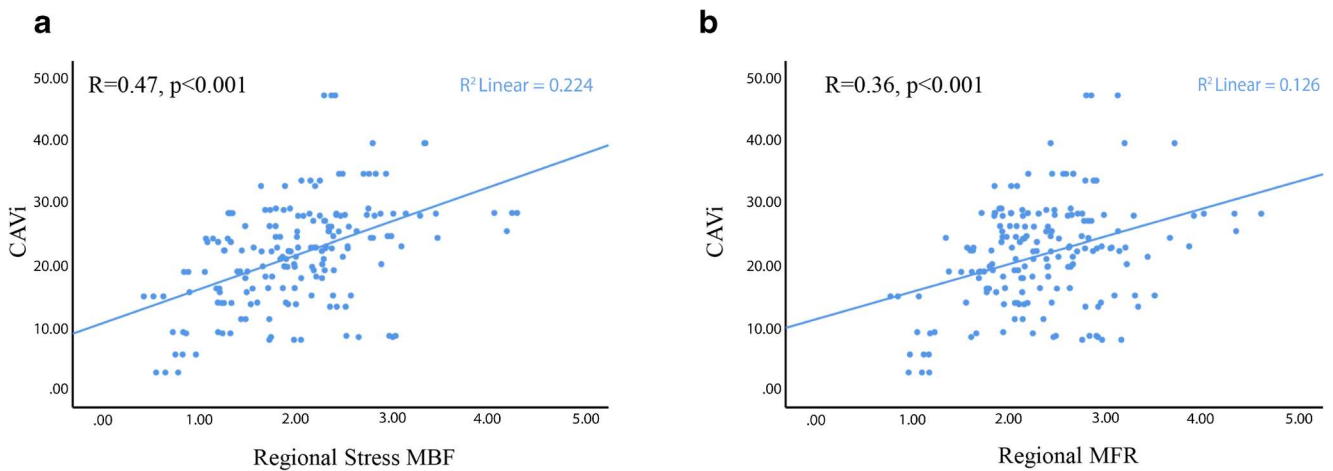 a
R=0.47, p<0.001
R² Linear = 0.224
50.00
40.00
30.00
20.00
10.00
.00
CAVi
.00 1.00 2.00 3.00 4.00 5.00
Regional Stress MBF
b
R=0.36, p<0.001
R² Linear = 0.126
50.00
40.00
30.00
20.00
10.00
.00
CAVi
.00 1.00 2.00 3.00 4.00 5.00
Regional MFR